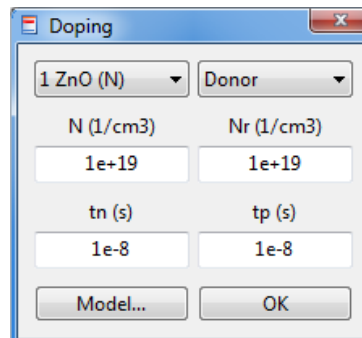 Doping
1 ZnO (N) Donor
N (1/cm3) Nr (1/cm3)
1e+19 1e+19
tn (s) tp (s)
1e-8 1e-8
Model... OK